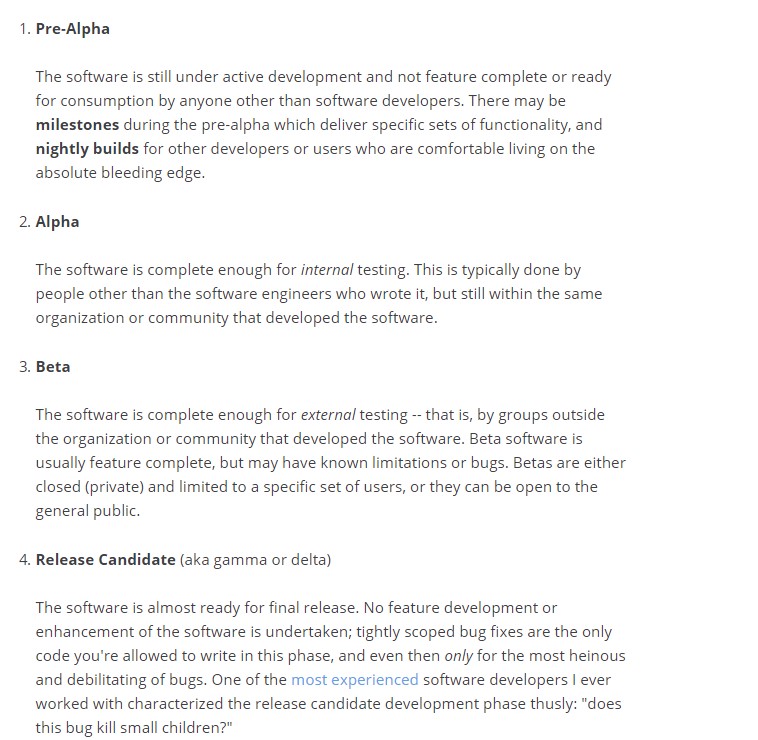 1. Pre-Alpha
The software is still under active development and not feature complete or ready
for consumption by anyone other than software developers. There may be
milestones during the pre-alpha which deliver specific sets of functionality, and
nightly builds for other developers or users who are comfortable living on the
absolute bleeding edge.
2. Alpha
The software is complete enough for internal testing. This is typically done by
people other than the software engineers who wrote it, but still within the same
organization or community that developed the software.
3. Beta
The software is complete enough for external testing -- that is, by groups outside
the organization or community that developed the software. Beta software is
usually feature complete, but may have known limitations or bugs. Betas are either
closed (private) and limited to a specific set of users, or they can be open to the
general public.
4. Release Candidate (aka gamma or delta)
The software is almost ready for final release. No feature development or
enhancement of the software is undertaken; tightly scoped bug fixes are the only
code you're allowed to write in this phase, and even then only for the most heinous
and debilitating of bugs. One of the most experienced software developers I ever
worked with characterized the release candidate development phase thusly: "does
this bug kill small children?"